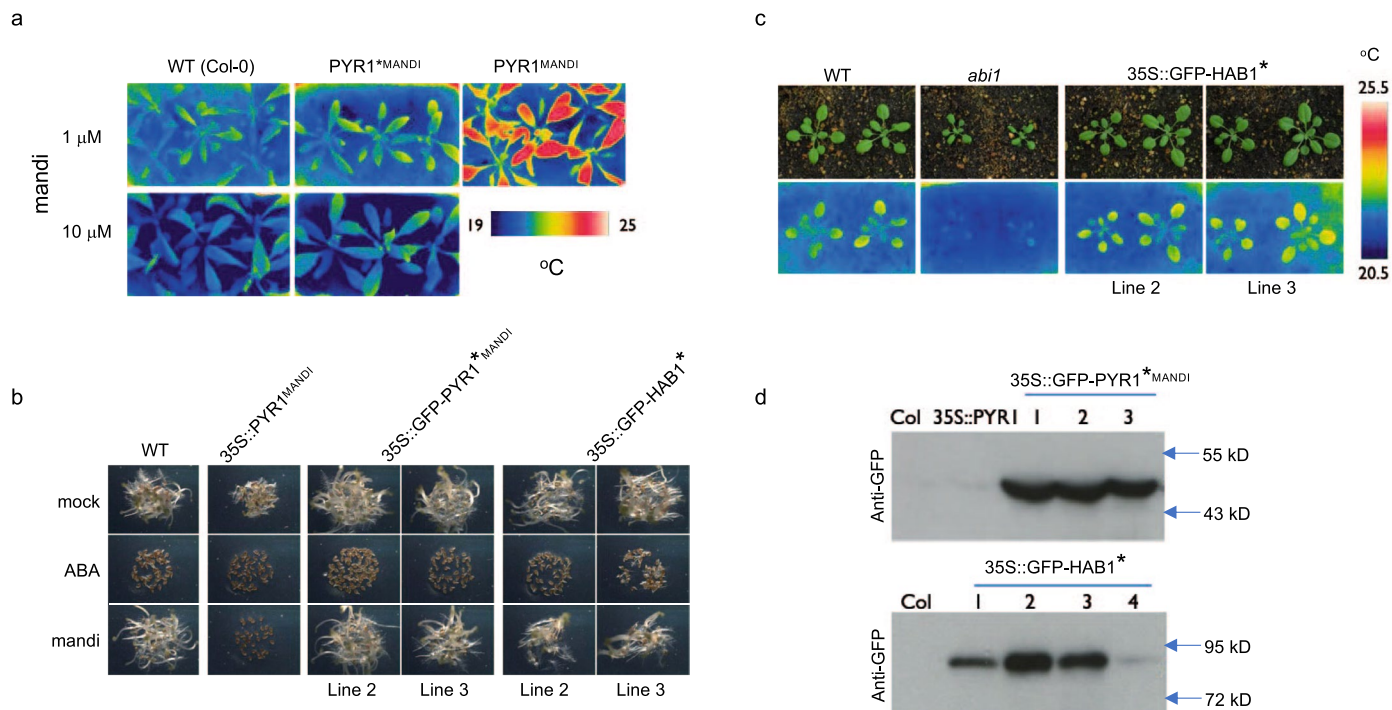 a
WT (Col-0)
PYR1*MANDI
PYR1MANDI
mandi
1 μM
10 μM
19
25
oC
b
WT
35S::PYR1MANDI
35S::GFP-PYR1*MANDI
35S::GFP-HAB1*
mock
ABA
mandi
Line 2
Line 3
Line 2
Line 3
c
WT
abi1
35S::GFP-HAB1*
oC
25.5
20.5
Line 2
Line 3
d
35S::GFP-PYR1*MANDI
Col 35S::PYR1 1 2 3
Anti-GFP
55 kD
43 kD
35S::GFP-HAB1*
Col 1 2 3 4
Anti-GFP
95 kD
72 kD